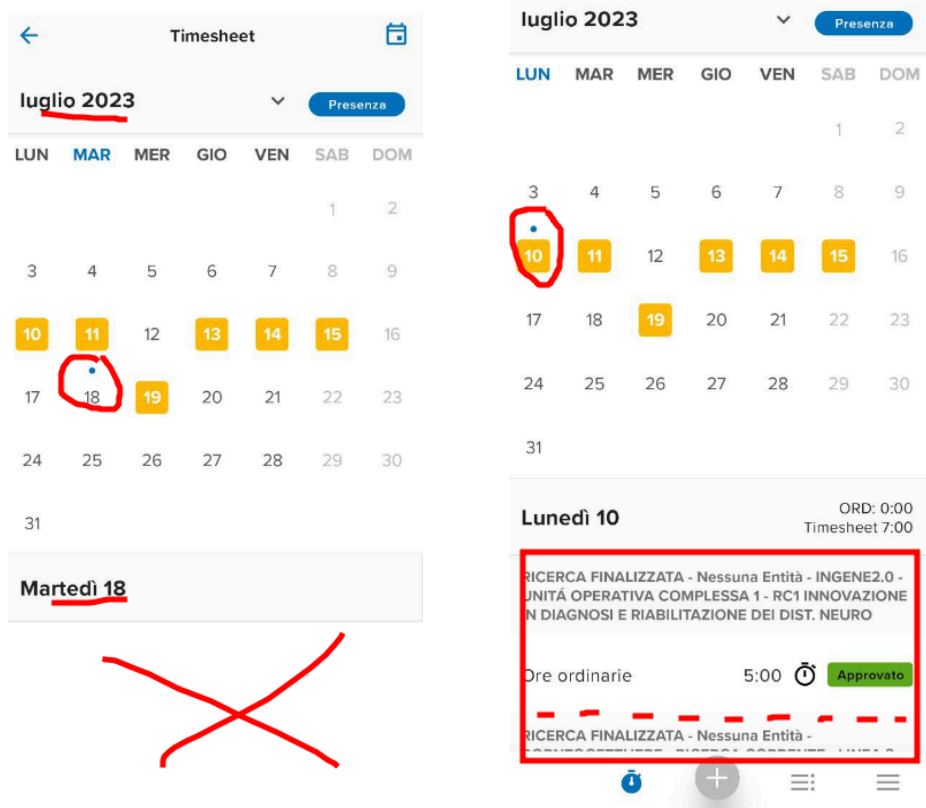 Timesheet
luglio 2023 Presenza
LUN MAR MER GIO VEN SAB DOM
1 2
3 4 5 6 7 8 9
10 11 12 13 14 15 16
17 18 19 20 21 22 23
24 25 26 27 28 29 30
31
Martedì 18
luglio 2023 Presenza
LUN MAR MER GIO VEN SAB DOM
1 2
3 4 5 6 7 8 9
10 11 12 13 14 15 16
17 18 19 20 21 22 23
24 25 26 27 28 29 30
31
Lunedì 10
ORD: 0:00
Timesheet 7:00
RICERCA FINALIZZATA - Nessuna Entità - INGENE2.0 -
UNITÁ OPERATIVA COMPLESSA 1 - RC1 INNOVAZIONE
IN DIAGNOSI E RIABILITAZIONE DEI DIST. NEURO
Ore ordinarie 5:00 Approvato
RICERCA FINALIZZATA - Nessuna Entità -